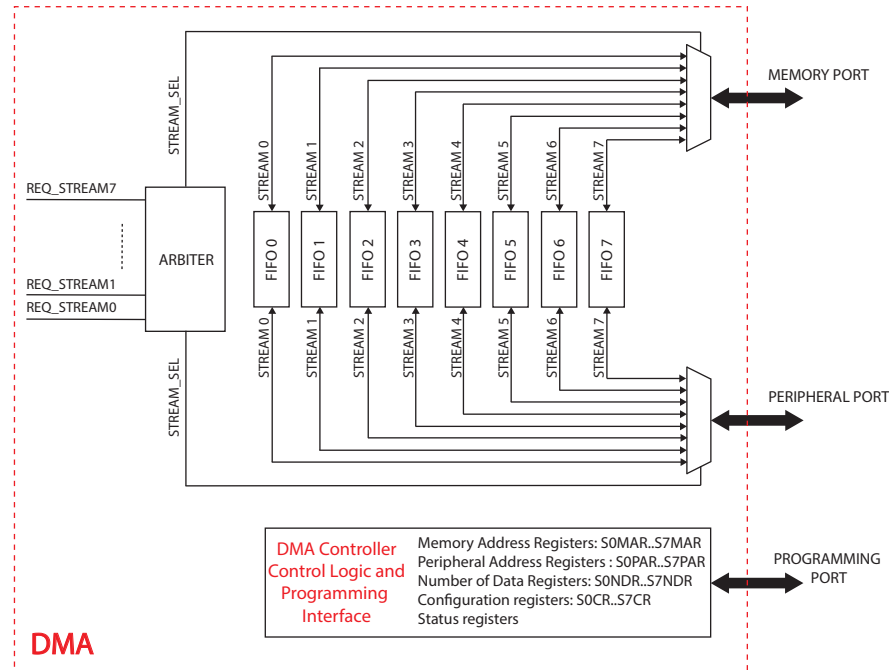 STREAM_SEL
MEMORY PORT
STREAM 0
STREAM 1
STREAM 2
STREAM 3
STREAM 4
STREAM 5
STREAM 6
STREAM 7
REQ_STREAM7
ARBITER
REQ_STREAM1
REQ_STREAM0
FIFO 0
FIFO 1
FIFO 2
FIFO 3
FIFO 4
FIFO 5
FIFO 6
FIFO 7
STREAM 0
STREAM 1
STREAM 2
STREAM 3
STREAM 4
STREAM 5
STREAM 6
STREAM 7
STREAM_SEL
PERIPHERAL PORT
DMA Controller
Control Logic and
Programming
Interface
Memory Address Registers: S0MAR..S7MAR
Peripheral Address Registers : S0PAR..S7PAR
Number of Data Registers: S0NDR..S7NDR
Configuration registers: S0CR..S7CR
Status registers
PROGRAMMING
PORT
DMA